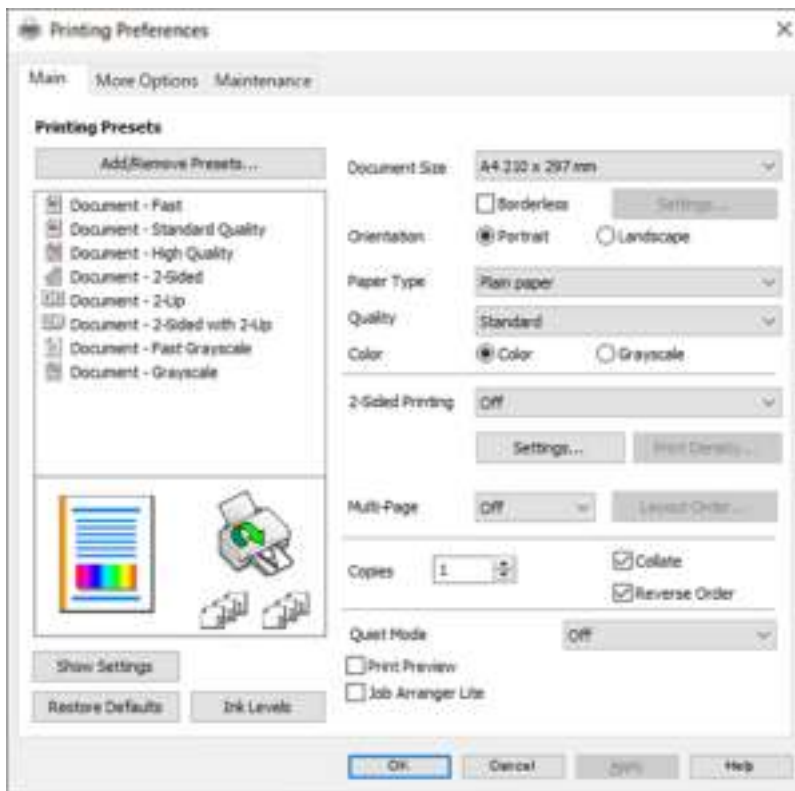 Printing Preferences
Main More Options Maintenance
Printing Presets
Add/Remove Presets...
Document - Fast
Document - Standard Quality
Document - High Quality
Document - 2-Sided
Document - 2-Up
Document - 2-Sided with 2-Up
Document - Fast Grayscale
Document - Grayscale
Show Settings
Restore Defaults Ink Levels
Document Size A4 210 x 297 mm
Borderless Settings...
Orientation Portrait Landscape
Paper Type Plain paper
Quality Standard
Color Color Grayscale
2-Sided Printing Off
Settings... Print Density...
Multi-Page Off Layout Order...
Copies 1 Collate
Reverse Order
Quiet Mode Off
Print Preview
Job Arranger Lite
OK Cancel Apply Help